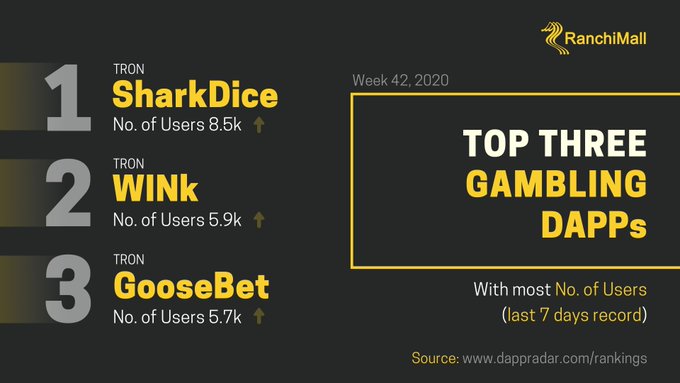 RanchiMall
1
TRON
SharkDice
No. of Users 8.5k
2
TRON
WINk
No. of Users 5.9k
3
TRON
GooseBet
No. of Users 5.7k
Week 42, 2020
TOP THREE
GAMBLING
DAPPs
With most No. of Users
(last 7 days record)
Source: www.dappradar.com/rankings